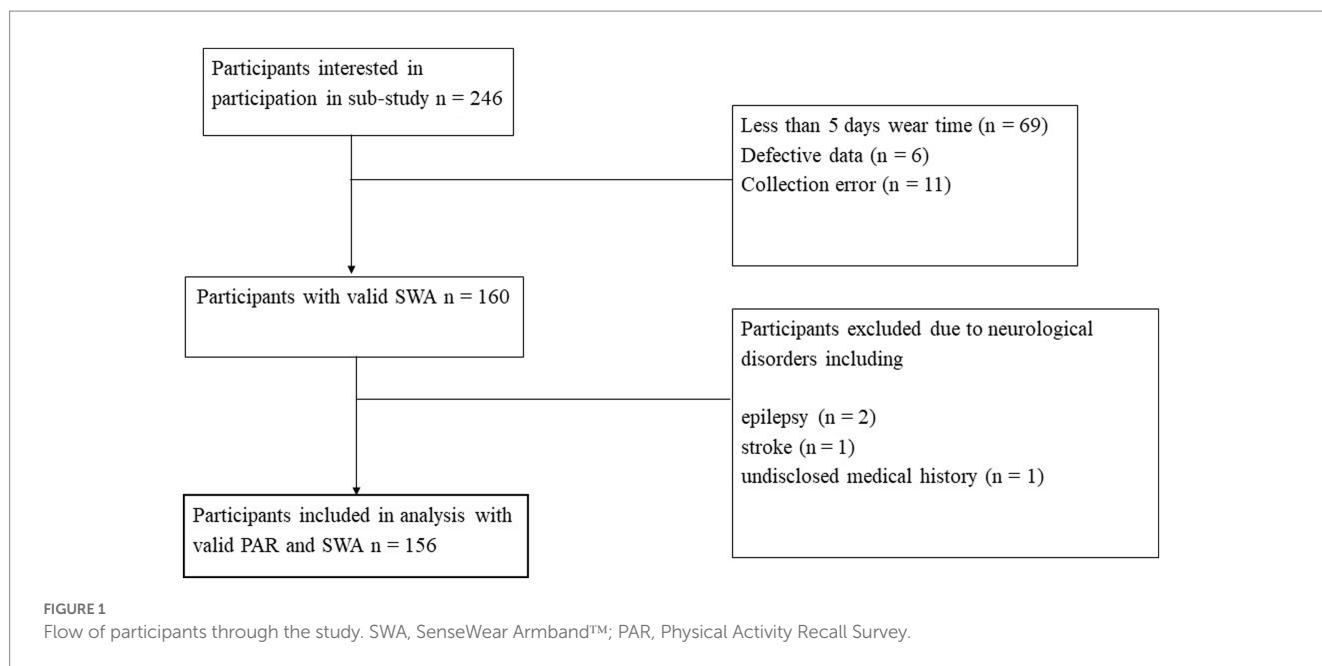 Participants interested in
participation in sub-study n = 246
Less than 5 days wear time (n = 69)
Defective data (n = 6)
Collection error (n = 11)
Participants with valid SWA n = 160
Participants excluded due to neurological
disorders including
epilepsy (n = 2)
stroke (n = 1)
undisclosed medical history (n = 1)
Participants included in analysis with
valid PAR and SWA n = 156
FIGURE 1
Flow of participants through the study. SWA, SenseWear Armband™; PAR, Physical Activity Recall Survey.